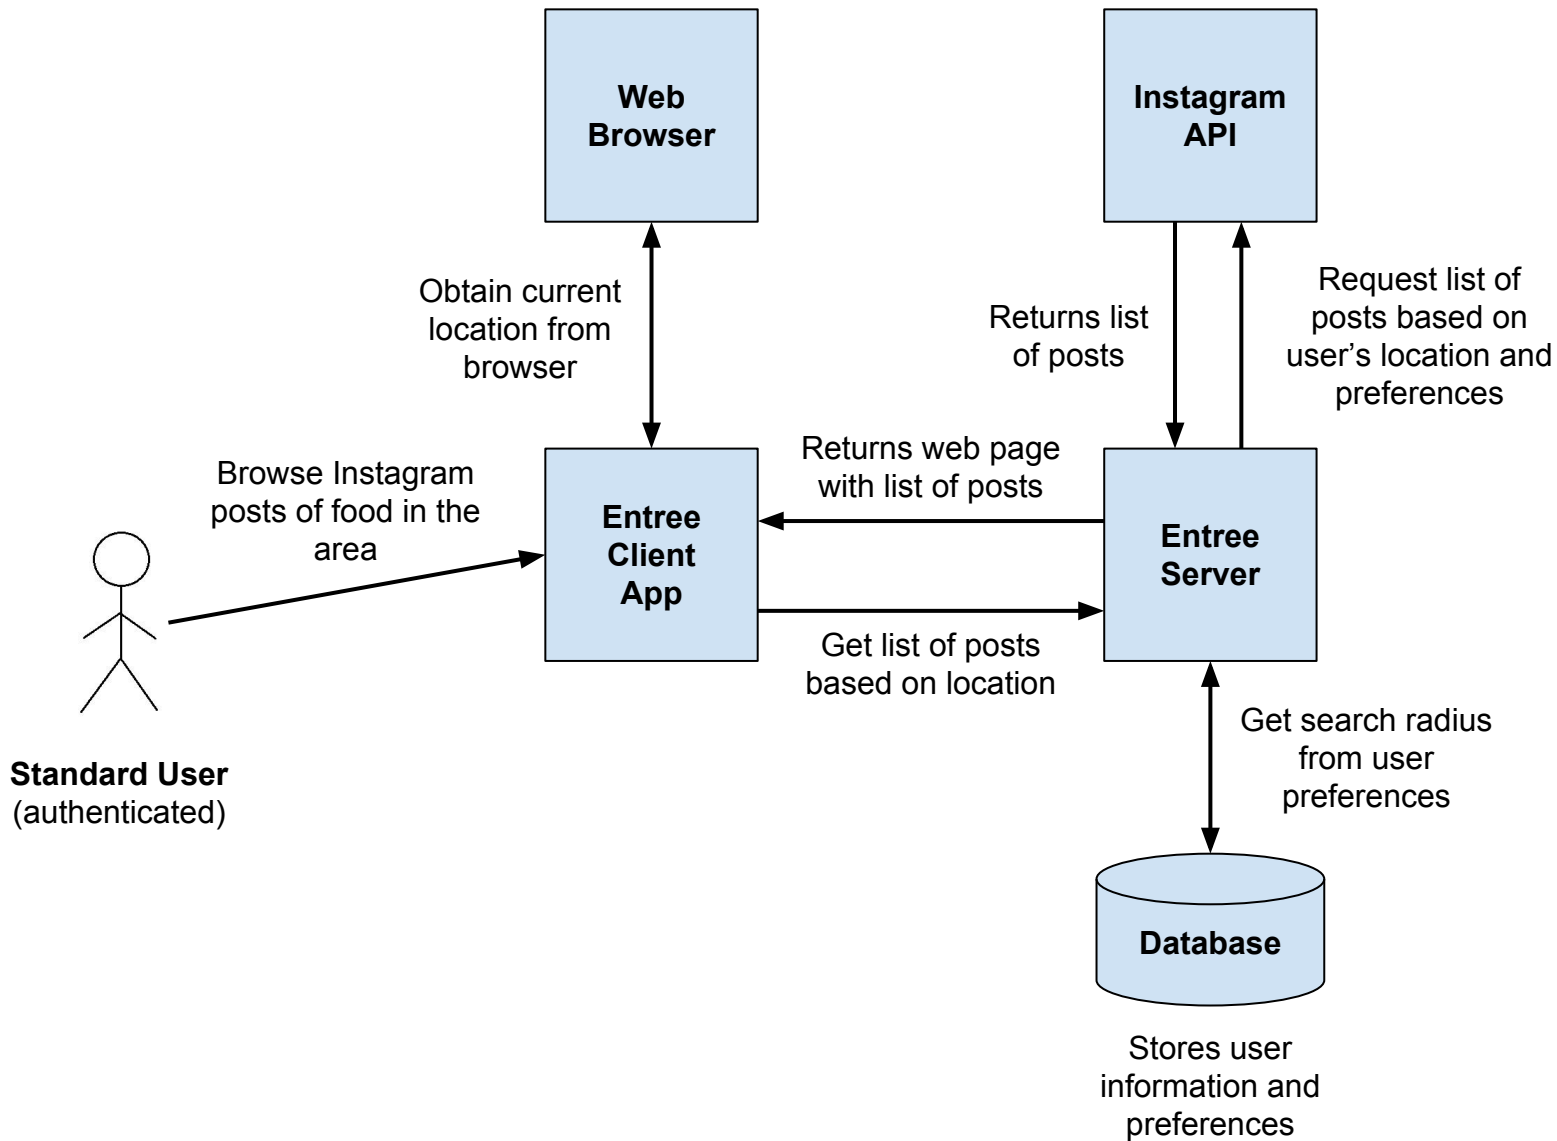 Web
Browser
Instagram
API
Obtain current
location from
browser
Returns list
of posts
Request list of
posts based on
user’s location and
preferences
Browse Instagram
posts of food in the
area
Returns web page
with list of posts
Entree
Client
App
Entree
Server
Get list of posts
based on location
Standard User
(authenticated)
Get search radius
from user
preferences
Database
Stores user
information and
preferences